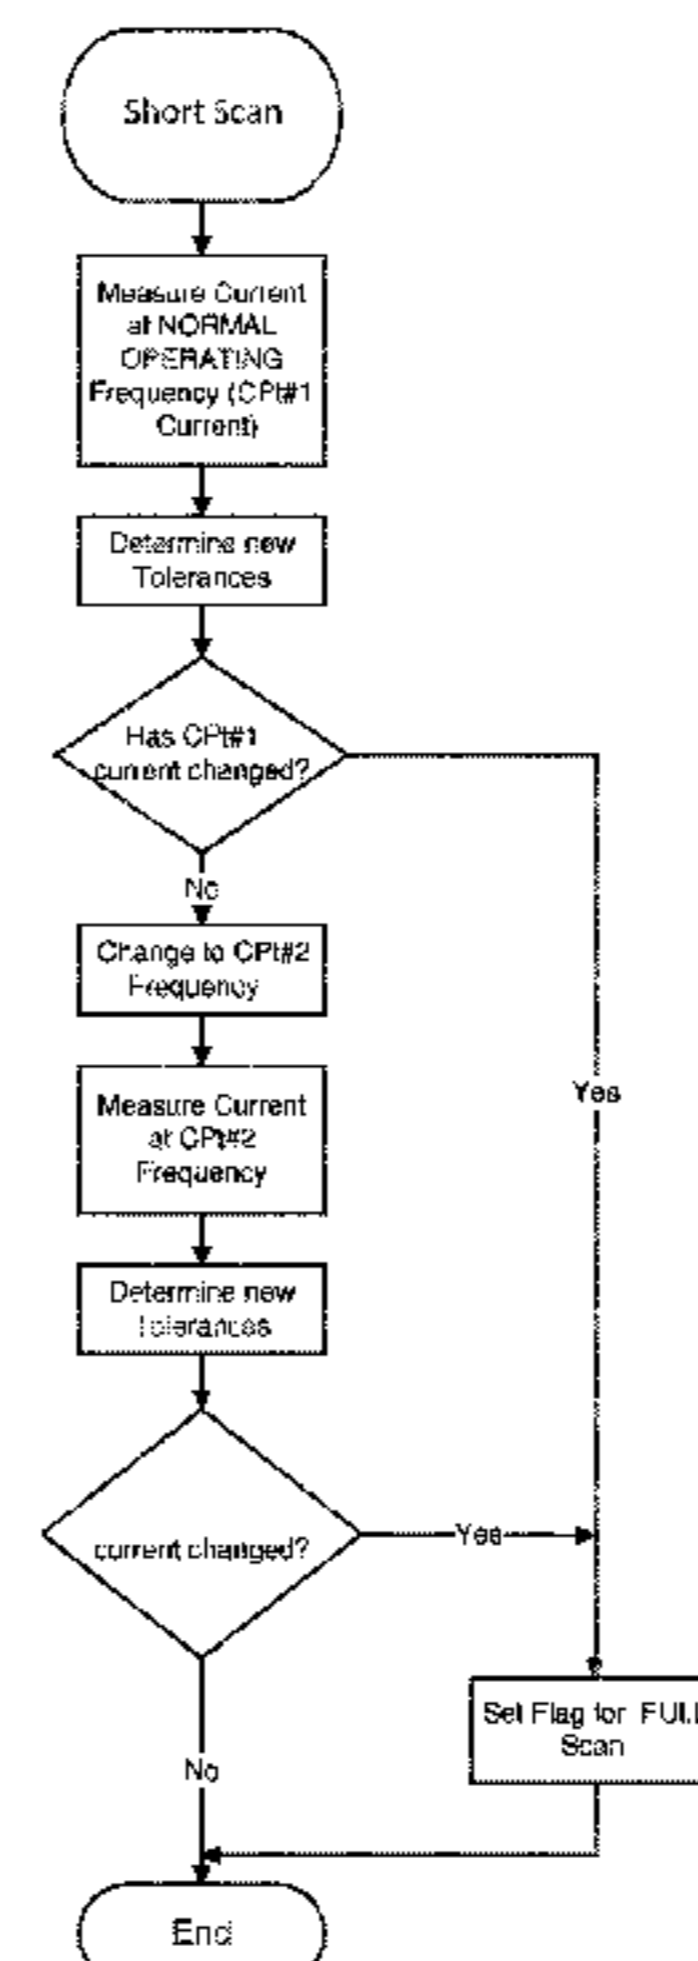 Short Scan
Measure Current
at NORMAL
OPERATING
Frequency (CPt#1
Current)
Determine new
Tolerances
Has CPt#1
current changed?
No
Change to CPt#2
Frequency
Measure Current
at CPt#2
Frequency
Yes
Determine new
Tolerances
current changed?
Yes
Set Flag for FULL
Scan
No
End